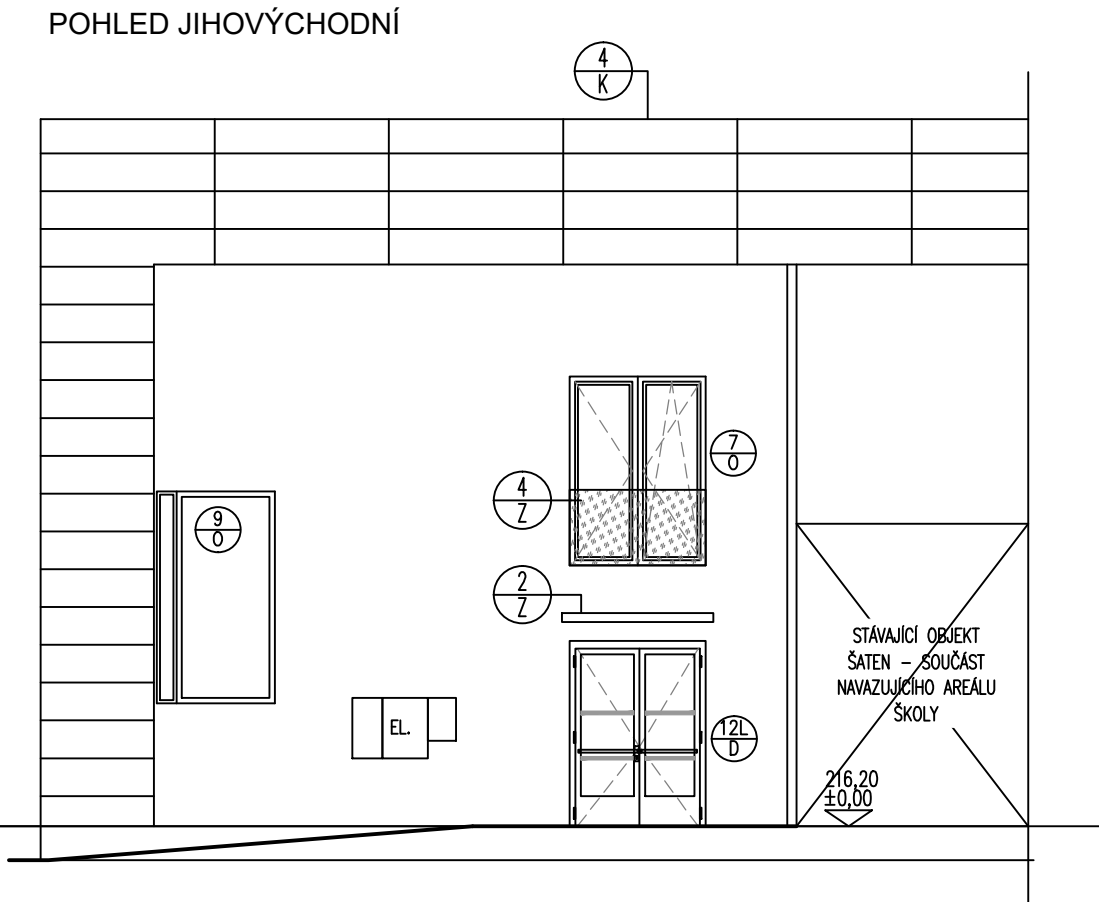 POHLED JIHOVÝCHODNÍ
4
K
7
O
4
Z
9
O
2
Z
STÁVAJÍCÍ OBJEKT
ŠATEN – SOUČÁST
NAVAZUJÍCÍHO AREÁLU
ŠKOLY
EL.
12L
D
216,20
±0,00